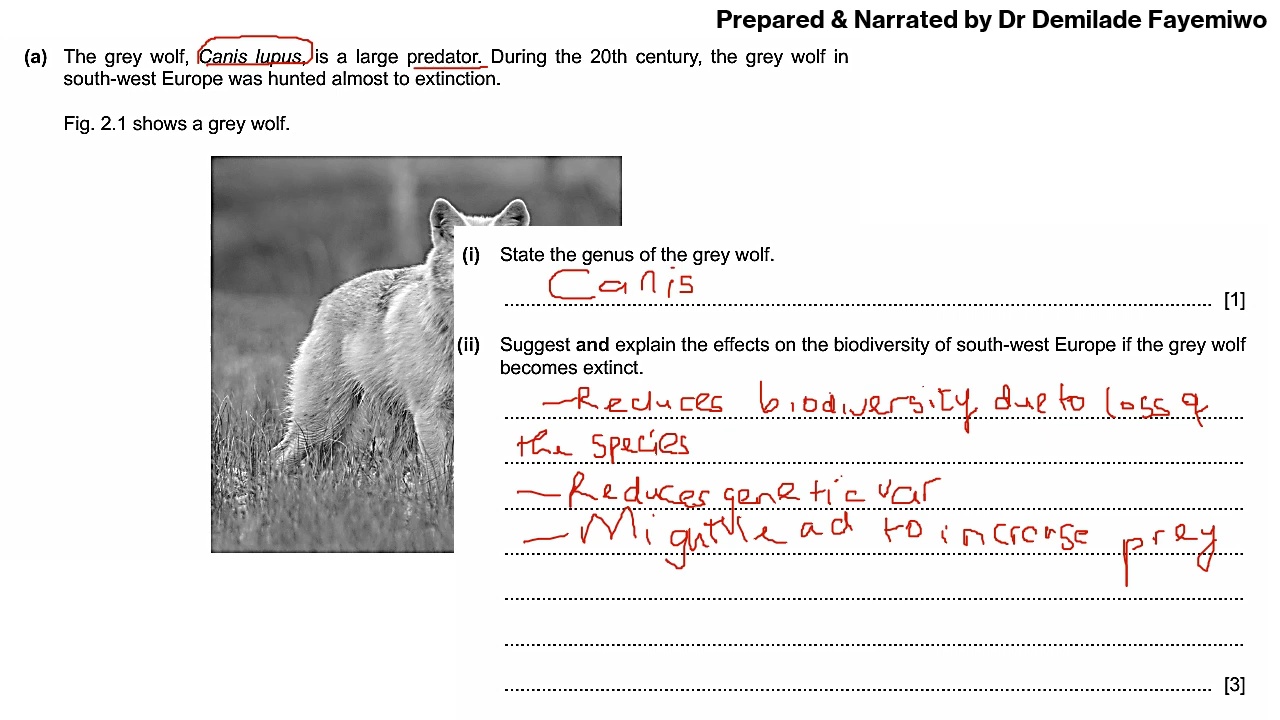 Prepared & Narrated by Dr Demilade Fayemiwo
(a) The grey wolf, Canis lupus, is a large predator. During the 20th century, the grey wolf in
south-west Europe was hunted almost to extinction.
Fig. 2.1 shows a grey wolf.
(i) State the genus of the grey wolf.
Canis
[1]
(ii) Suggest and explain the effects on the biodiversity of south-west Europe if the grey wolf
becomes extinct.
- Reduces biodiversity due to loss of
the species
- Reduces genetic var
- Might lead to increase prey
[3]